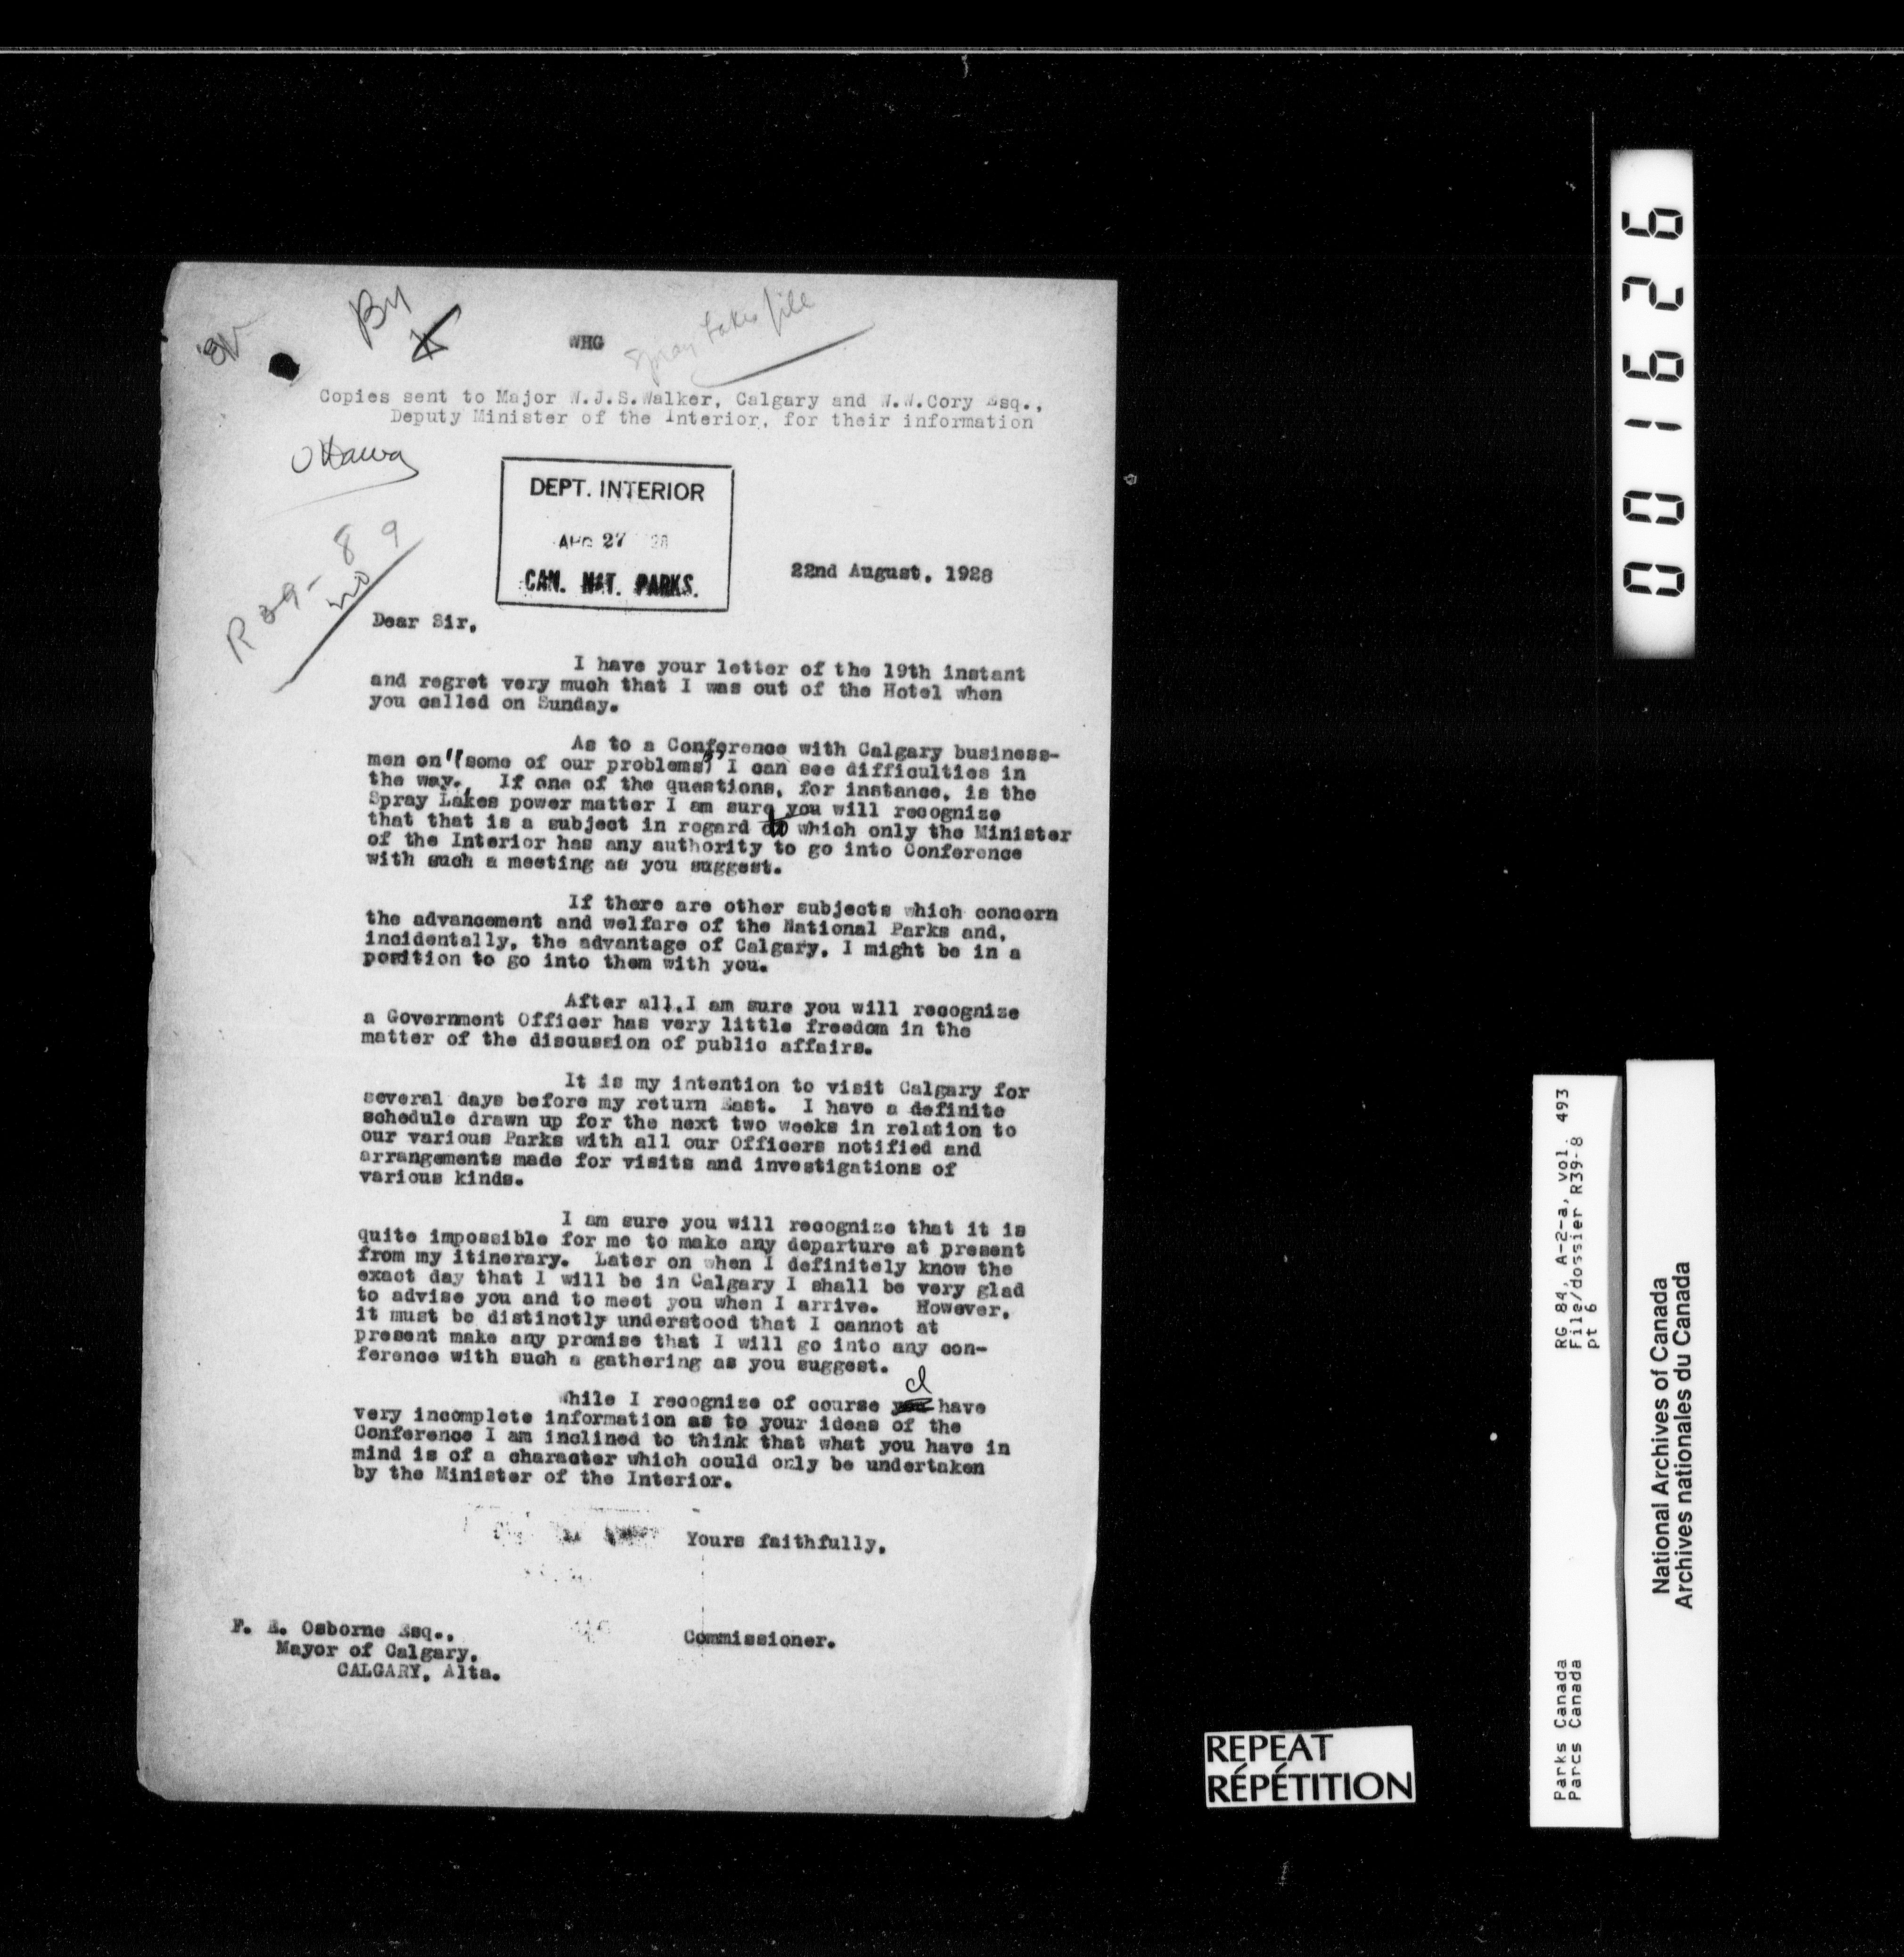 By
WHG
Spray Lakes file
Copies sent to Major W.J.S.Walker, Calgary and W.W.Cory Esq.,
Deputy Minister of the Interior, for their information
Ottawa
DEPT. INTERIOR
AUG 27 28
CAN. NAT. PARKS.
R 39-8 9
22nd August, 1928
Dear Sir,
I have your letter of the 19th instant
and regret very much that I was out of the Hotel when
you called on Sunday.
As to a Conference with Calgary business-
men on "(some of our problems)" I can see difficulties in
the way. If one of the questions, for instance, is the
Spray Lakes power matter I am sure you will recognize
that that is a subject in regard to which only the Minister
of the Interior has any authority to go into Conference
with such a meeting as you suggest.
If there are other subjects which concern
the advancement and welfare of the National Parks and,
incidentally, the advantage of Calgary, I might be in a
position to go into them with you.
After all,I am sure you will recognize
a Government Officer has very little freedom in the
matter of the discussion of public affairs.
It is my intention to visit Calgary for
several days before my return East. I have a definite
schedule drawn up for the next two weeks in relation to
our various Parks with all our Officers notified and
arrangements made for visits and investigations of
various kinds.
I am sure you will recognize that it is
quite impossible for me to make any departure at present
from my itinerary. Later on when I definitely know the
exact day that I will be in Calgary I shall be very glad
to advise you and to meet you when I arrive. However,
it must be distinctly understood that I cannot at
present make any promise that I will go into any con-
ference with such a gathering as you suggest.
While I recognize of course you I have
very incomplete information as to your ideas of the
Conference I am inclined to think that what you have in
mind is of a character which could only be undertaken
by the Minister of the Interior.
Yours faithfully,
Commissioner.
F. E. Osborne Esq.,
Mayor of Calgary,
CALGARY, Alta.
001626
RG 84, A-2-a, vol. 493
File/dossier R39-8
pt 6
Parks Canada
Parcs Canada
National Archives of Canada
Archives nationales du Canada
REPEAT
RÉPÉTITION